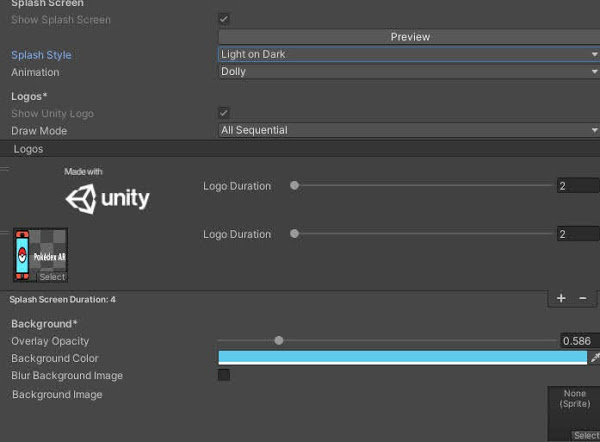 Splash Screen
Show Splash Screen
Preview
Splash Style Light on Dark
Animation Dolly
Logos*
Show Unity Logo
Draw Mode All Sequential
Logos
Made with
unity
Logo Duration 2
Logo Duration 2
Pokédex AR
Select
Splash Screen Duration: 4 + −
Background*
Overlay Opacity 0.586
Background Color
Blur Background Image
Background Image
None
(Sprite)
Select